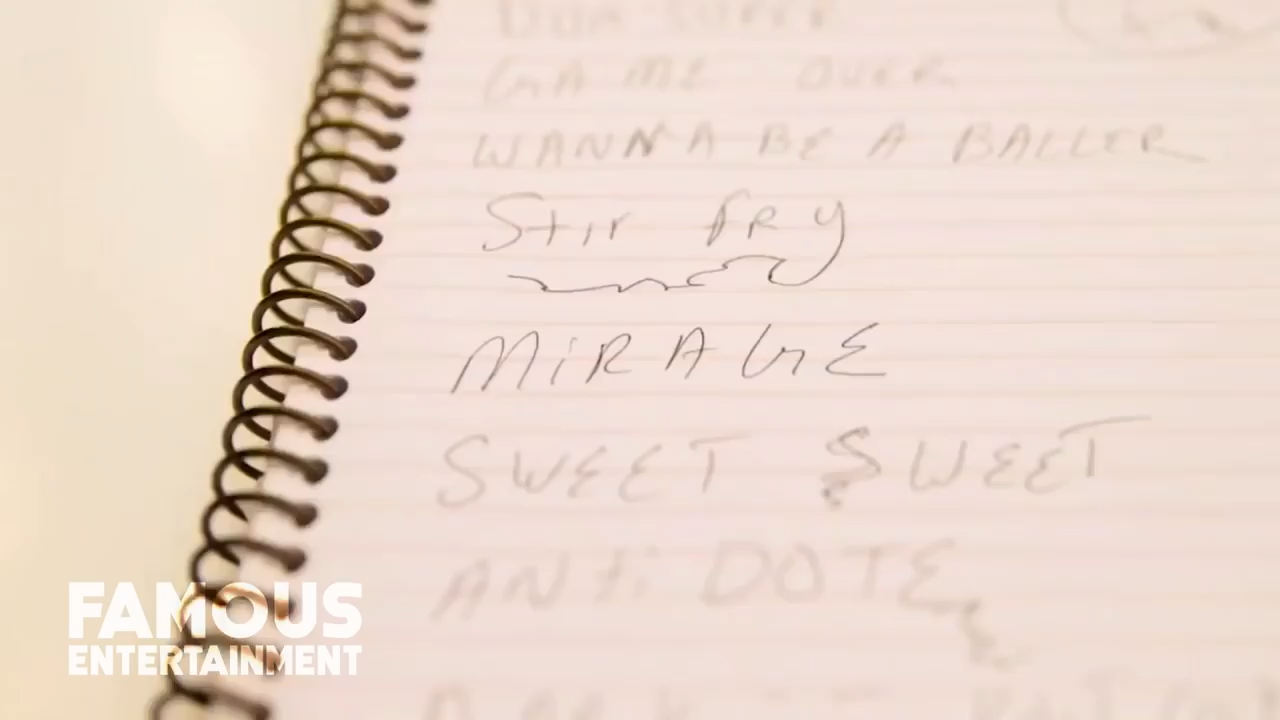 GAME OVER
WANNA BE A BALLER
Stir FRY
MiRAGE
SWEET SWEET
ANTiDOTE
FAMOUS
ENTERTAINMENT